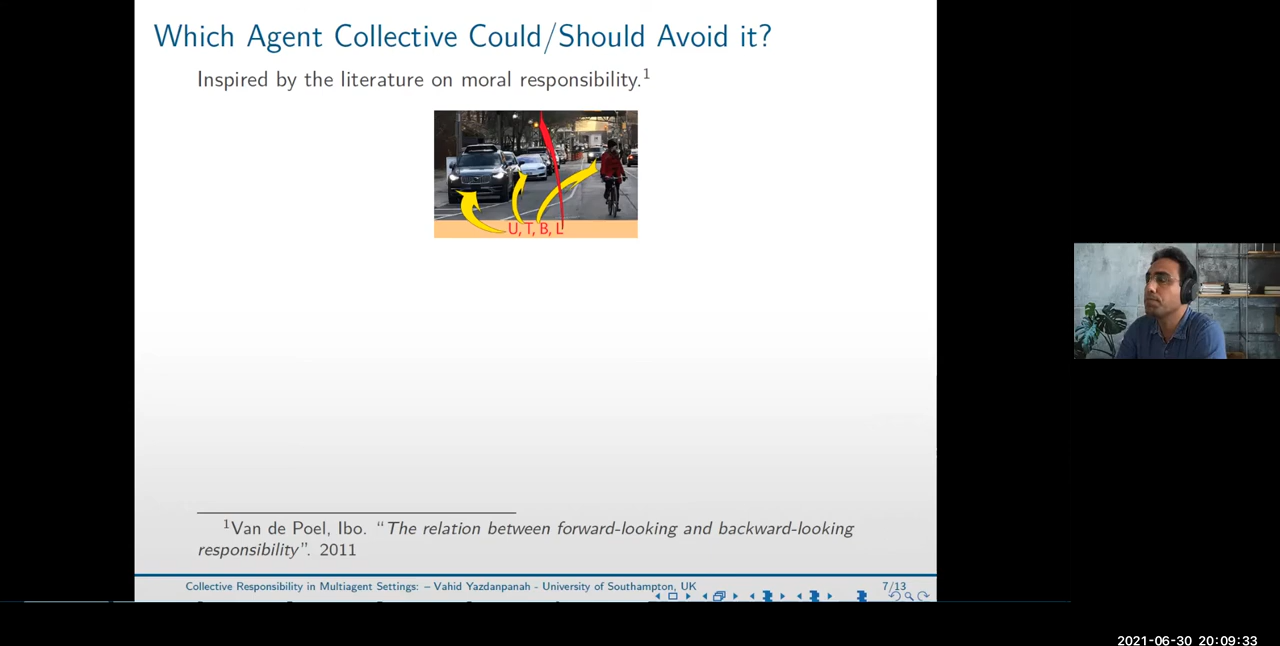 Which Agent Collective Could/Should Avoid it?
Inspired by the literature on moral responsibility.1
U, T, B, L
1Van de Poel, Ibo. “The relation between forward-looking and backward-looking
responsibility”. 2011
Collective Responsibility in Multiagent Settings: – Vahid Yazdanpanah - University of Southampton, UK
7/13
2021-06-30 20:09:33